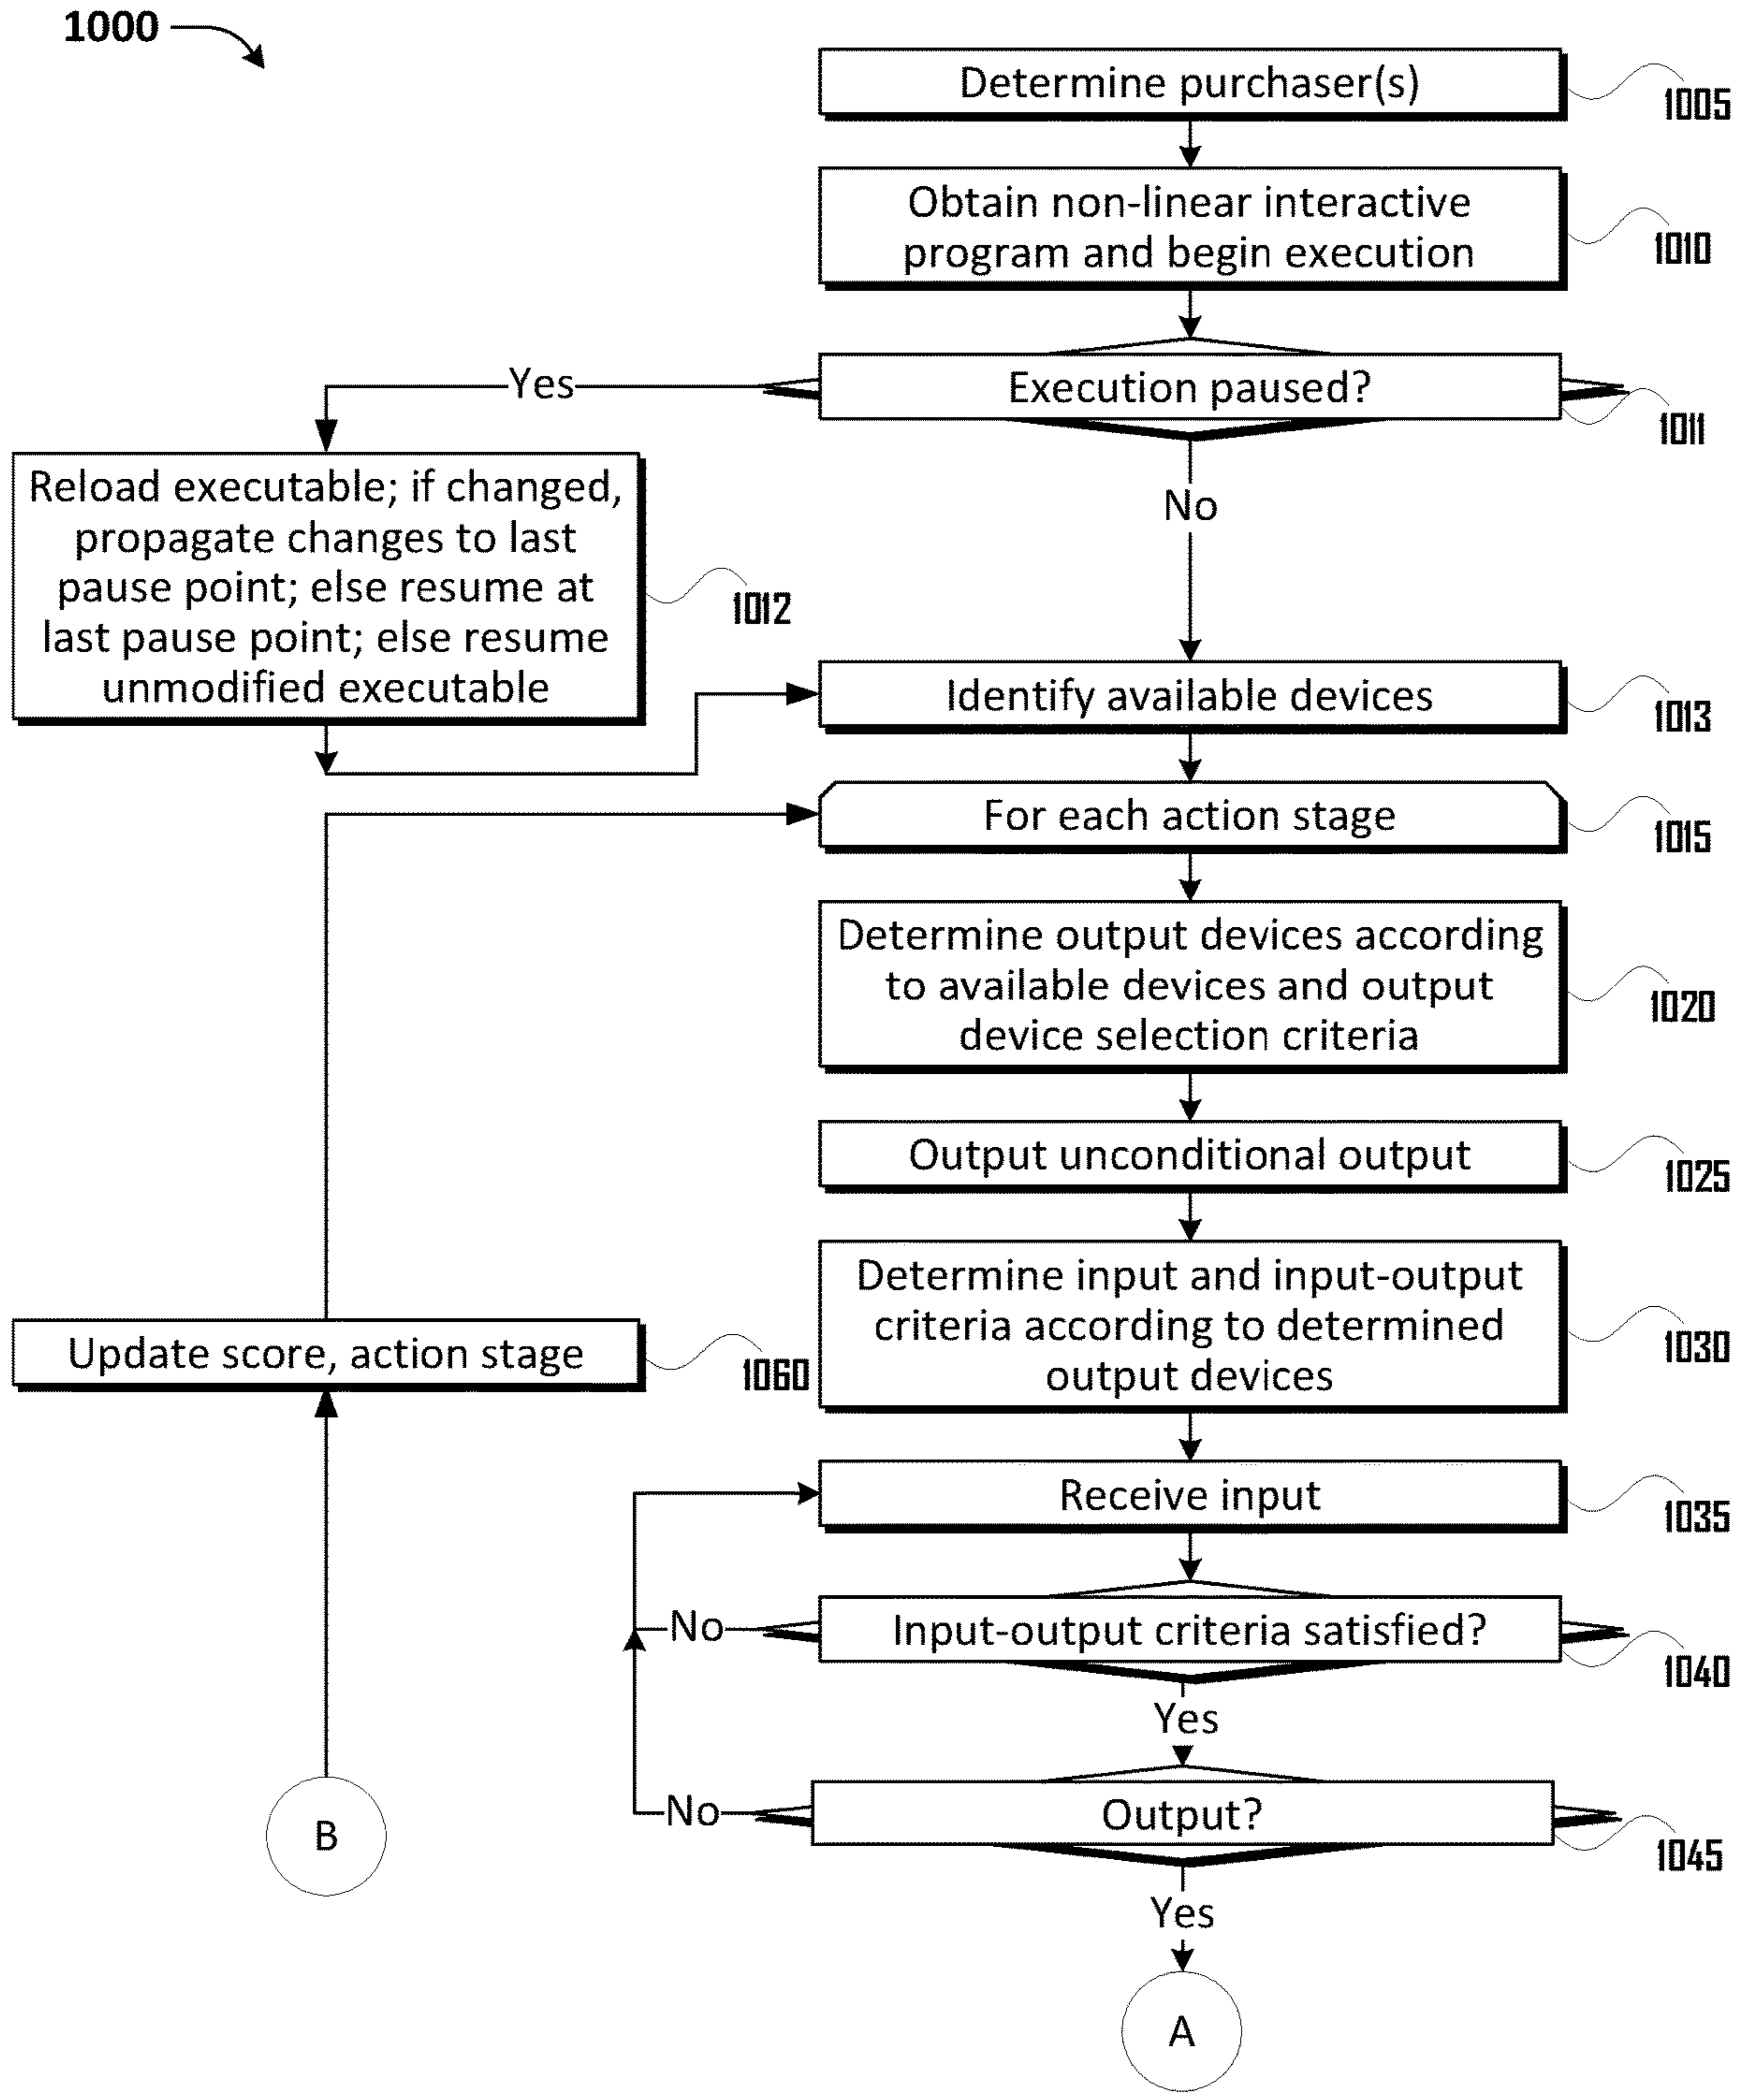 1000
Determine purchaser(s)
1005
Obtain non-linear interactive
program and begin execution
1010
Yes
Execution paused?
1011
Reload executable; if changed,
propagate changes to last
pause point; else resume at
last pause point; else resume
unmodified executable
1012
No
Identify available devices
1013
For each action stage
1015
Determine output devices according
to available devices and output
device selection criteria
1020
Output unconditional output
1025
Determine input and input-output
criteria according to determined
output devices
1030
Update score, action stage
1060
Receive input
1035
No
Input-output criteria satisfied?
1040
Yes
No
Output?
1045
B
Yes
A